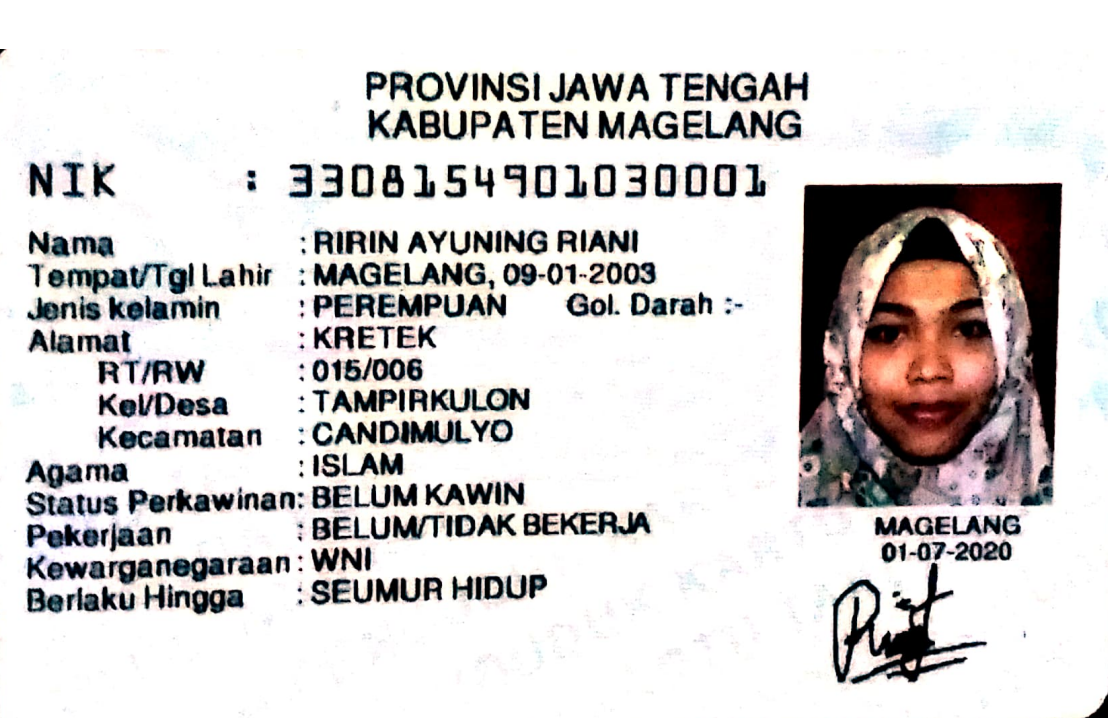 PROVINSI JAWA TENGAH
KABUPATEN MAGELANG
NIK : 3308154901030001
Nama : RIRIN AYUNING RIANI
Tempat/Tgl Lahir : MAGELANG, 09-01-2003
Jenis kelamin : PEREMPUAN Gol. Darah :-
Alamat : KRETEK
RT/RW : 015/006
Kel/Desa : TAMPIRKULON
Kecamatan : CANDIMULYO
Agama : ISLAM
Status Perkawinan: BELUM KAWIN
Pekerjaan : BELUM/TIDAK BEKERJA
Kewarganegaraan : WNI
Berlaku Hingga : SEUMUR HIDUP
MAGELANG
01-07-2020